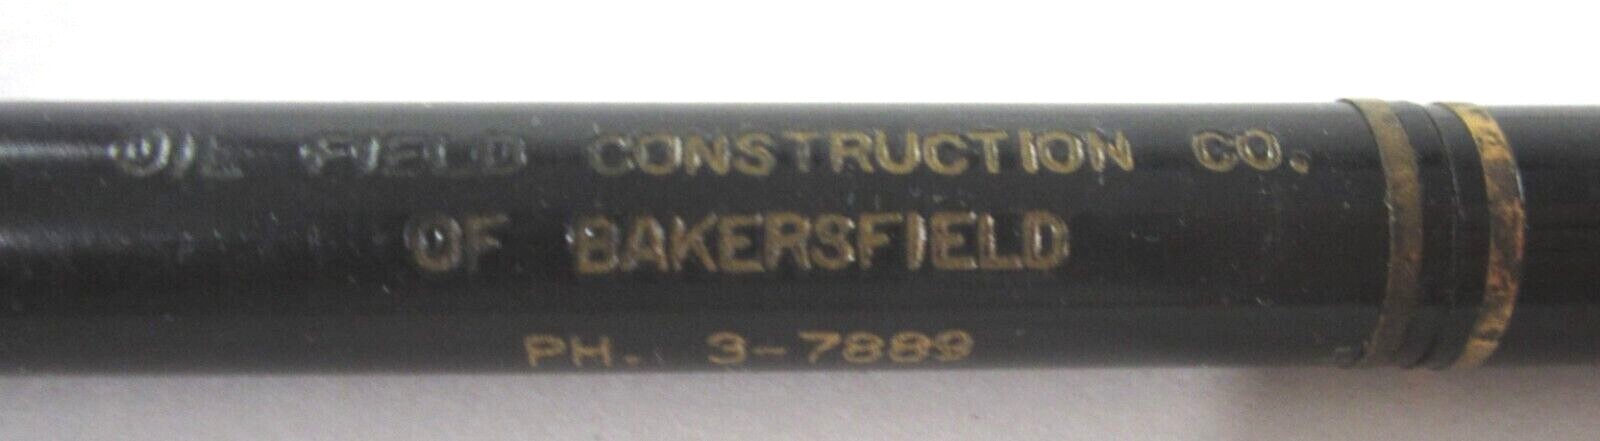 OIL FIELD CONSTRUCTION CO.
OF BAKERSFIELD
PH. 3-7889